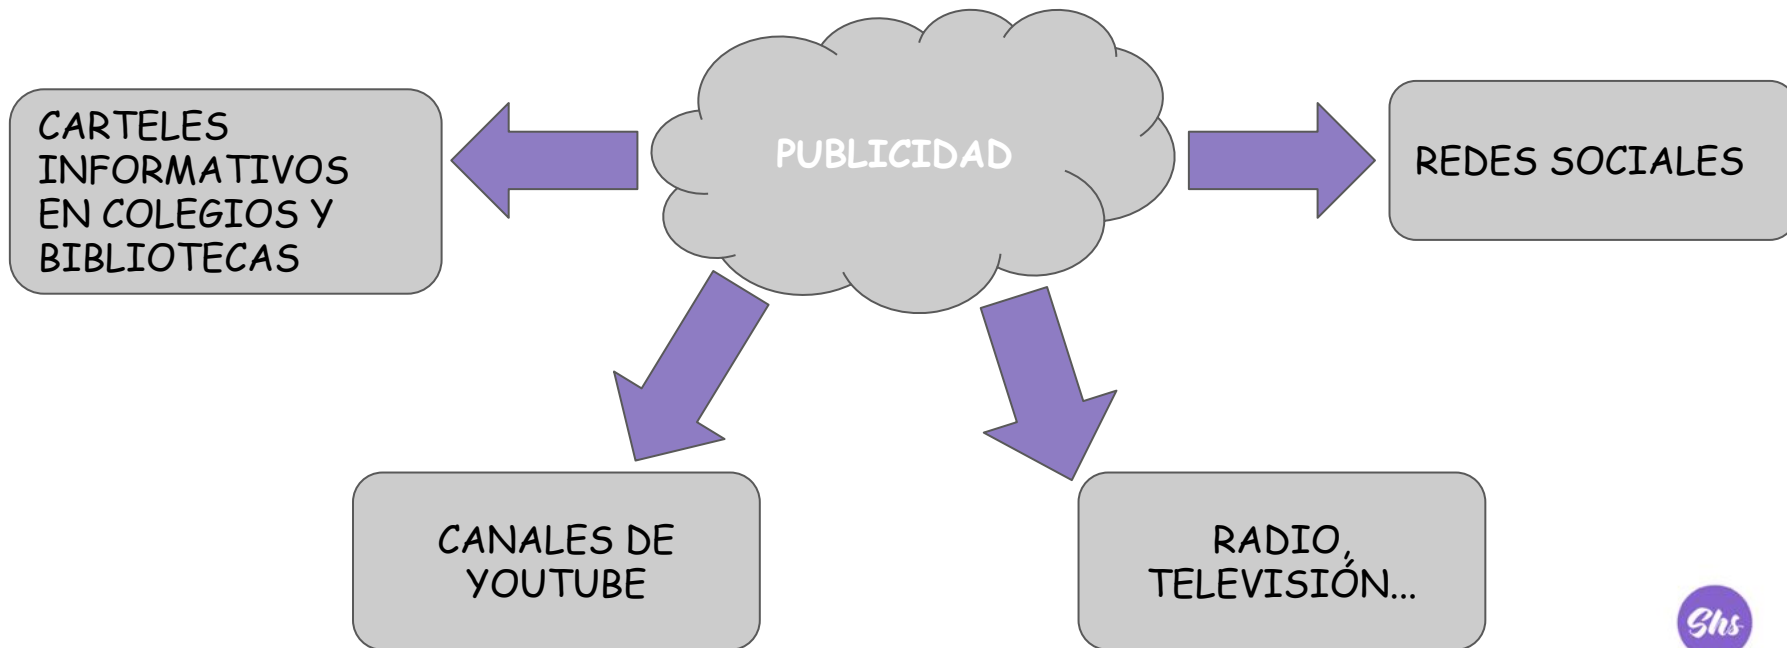 PUBLICIDAD
CARTELES
INFORMATIVOS
EN COLEGIOS Y
BIBLIOTECAS
REDES SOCIALES
CANALES DE
YOUTUBE
RADIO,
TELEVISIÓN...
Shs